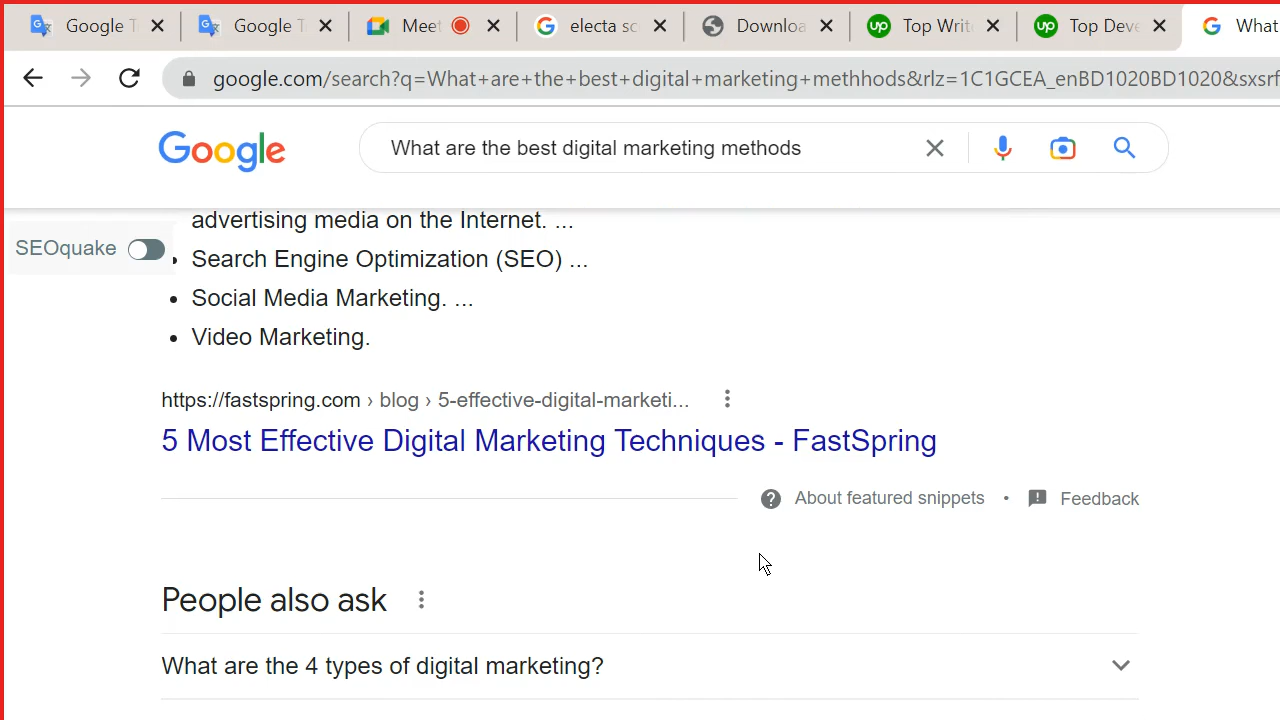 Google T
Google T
Meet
electa sc
Downloa
Top Write
Top Deve
What
google.com/search?q=What+are+the+best+digital+marketing+methhods&rlz=1C1GCEA_enBD1020BD1020&sxsrf
Google
What are the best digital marketing methods
advertising media on the Internet. ...
SEOquake
• Search Engine Optimization (SEO) ...
• Social Media Marketing. ...
• Video Marketing.
https://fastspring.com › blog › 5-effective-digital-marketi...
5 Most Effective Digital Marketing Techniques - FastSpring
About featured snippets • Feedback
People also ask
What are the 4 types of digital marketing?